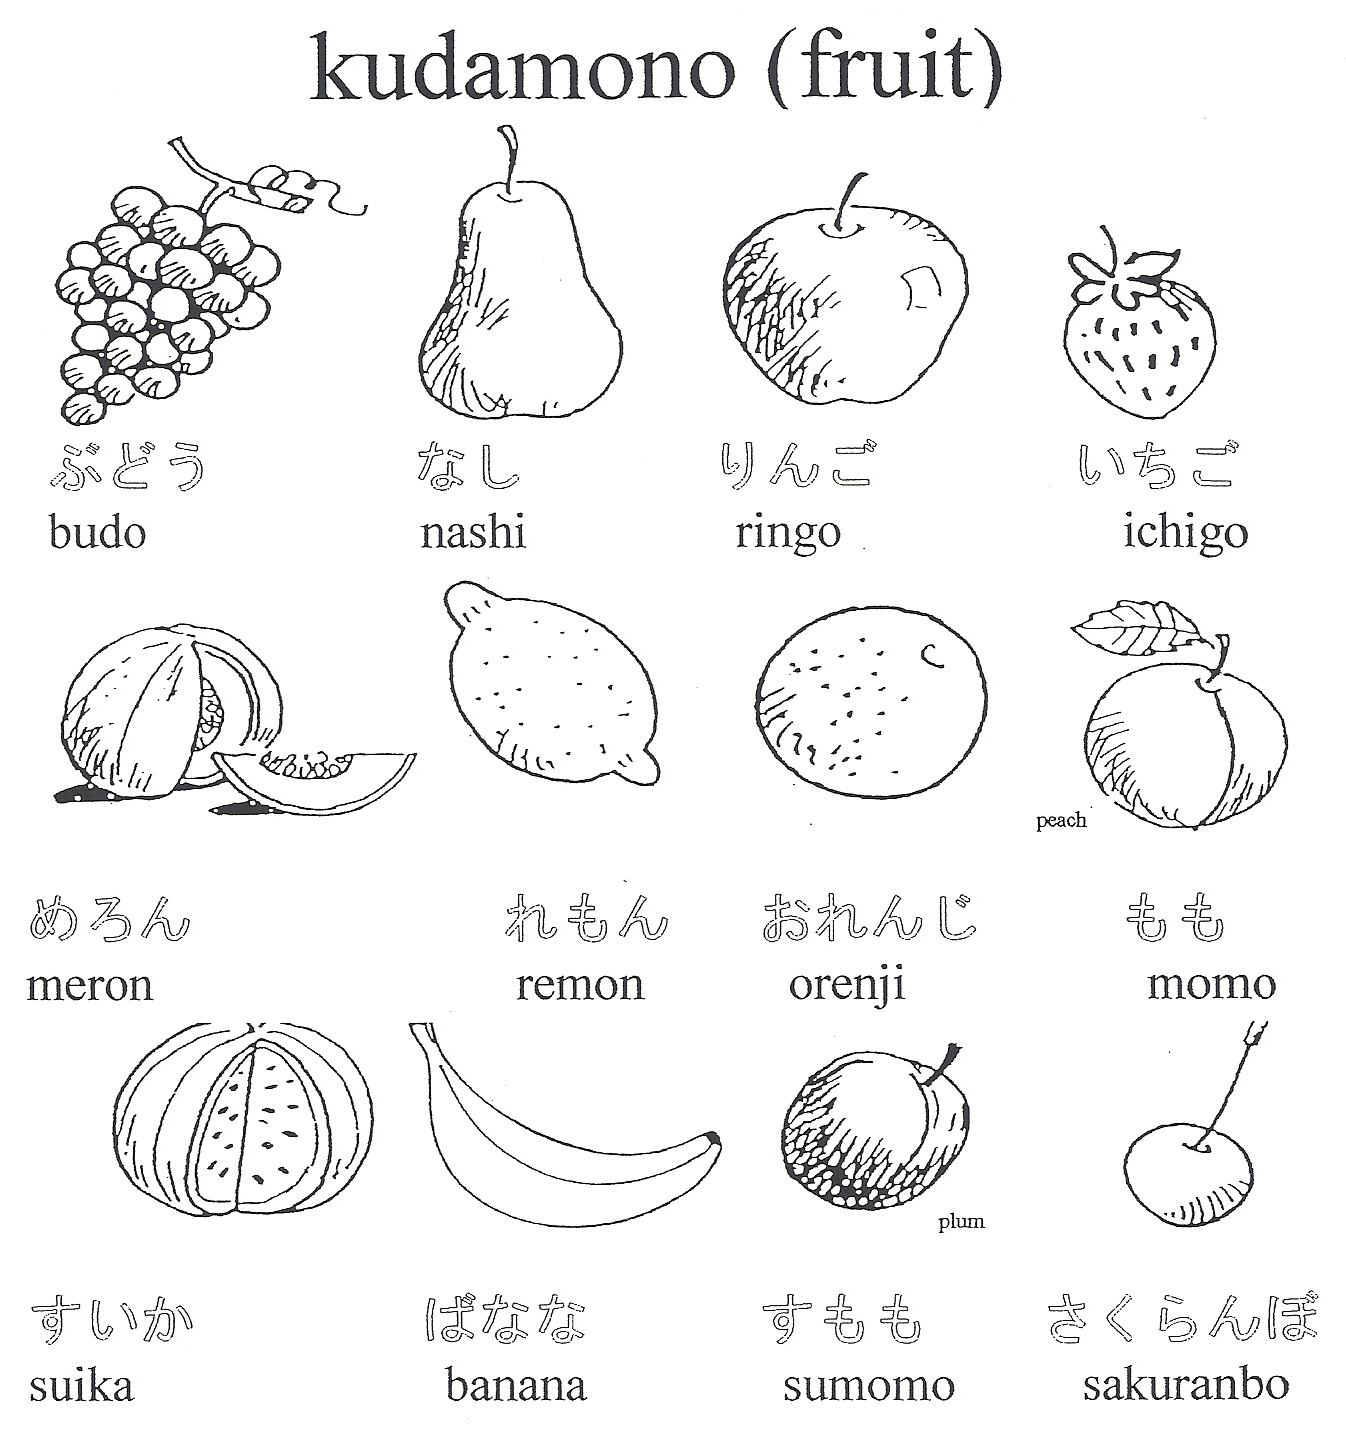 kudamono (fruit)
ぶどう なし りんご いちご
budo nashi ringo ichigo
peach
めろん れもん おれんじ もも
meron remon orenji momo
plum
すいか ばなな すもも さくらんぼ
suika banana sumomo sakuranbo